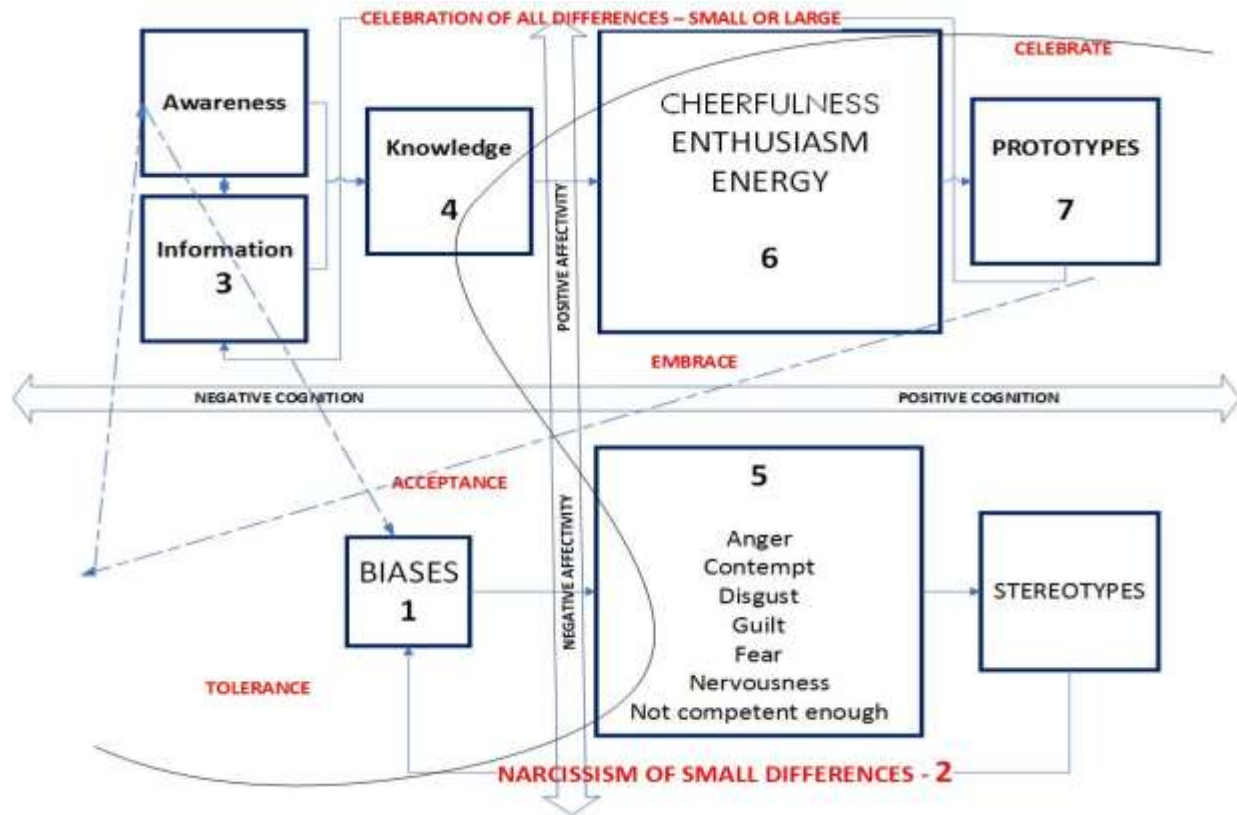 CELEBRATION OF ALL DIFFERENCES – SMALL OR LARGE
CELEBRATE
Awareness
Information
3
Knowledge
4
CHEERFULNESS
ENTHUSIASM
ENERGY
6
PROTOTYPES
7
POSITIVE AFFECTIVITY
EMBRACE
NEGATIVE COGNITION
POSITIVE COGNITION
ACCEPTANCE
NEGATIVE AFFECTIVITY
BIASES
1
5
Anger
Contempt
Disgust
Guilt
Fear
Nervousness
Not competent enough
STEREOTYPES
TOLERANCE
NARCISSISM OF SMALL DIFFERENCES - 2